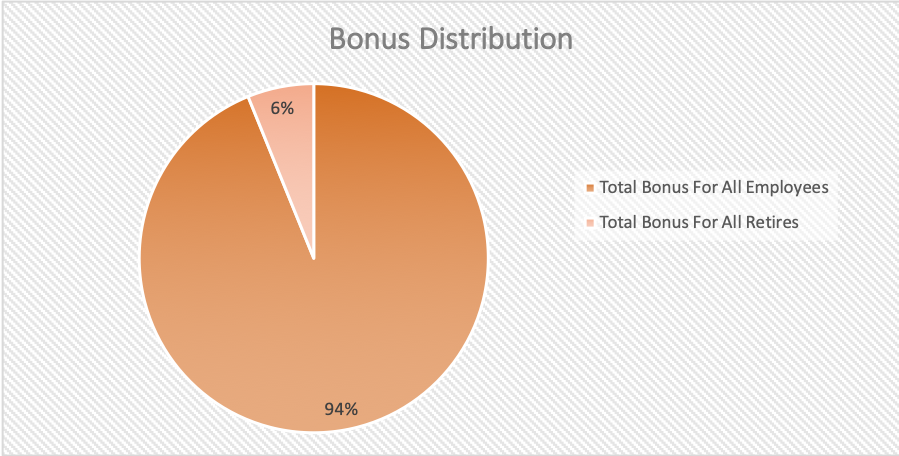 Bonus Distribution
6%
Total Bonus For All Employees
Total Bonus For All Retires
94%